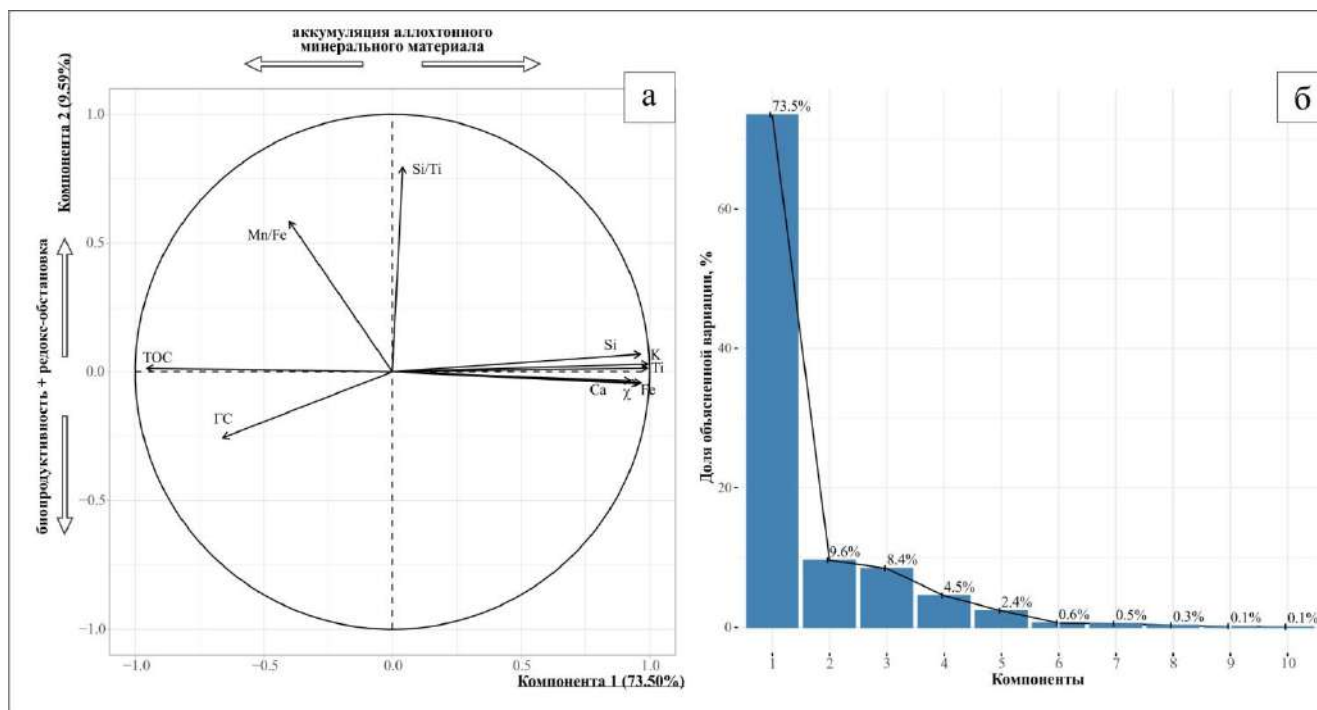 аккумуляция аллохтонного
минерального материала
а
Компонента 2 (9.59%)
биопродуктивность + редокс-обстановка
1.0
0.5
0.0
−0.5
−1.0
Si/Ti
Mn/Fe
Si
K
TOC
Ti
Ca
χ
Fe
ГС
−1.0
−0.5
0.0
0.5
1.0
Компонента 1 (73.50%)
б
Доля объясненной вариации, %
60
40
20
0
73.5%
9.6%
8.4%
4.5%
2.4%
0.6%
0.5%
0.3%
0.1%
0.1%
1
2
3
4
5
6
7
8
9
10
Компоненты